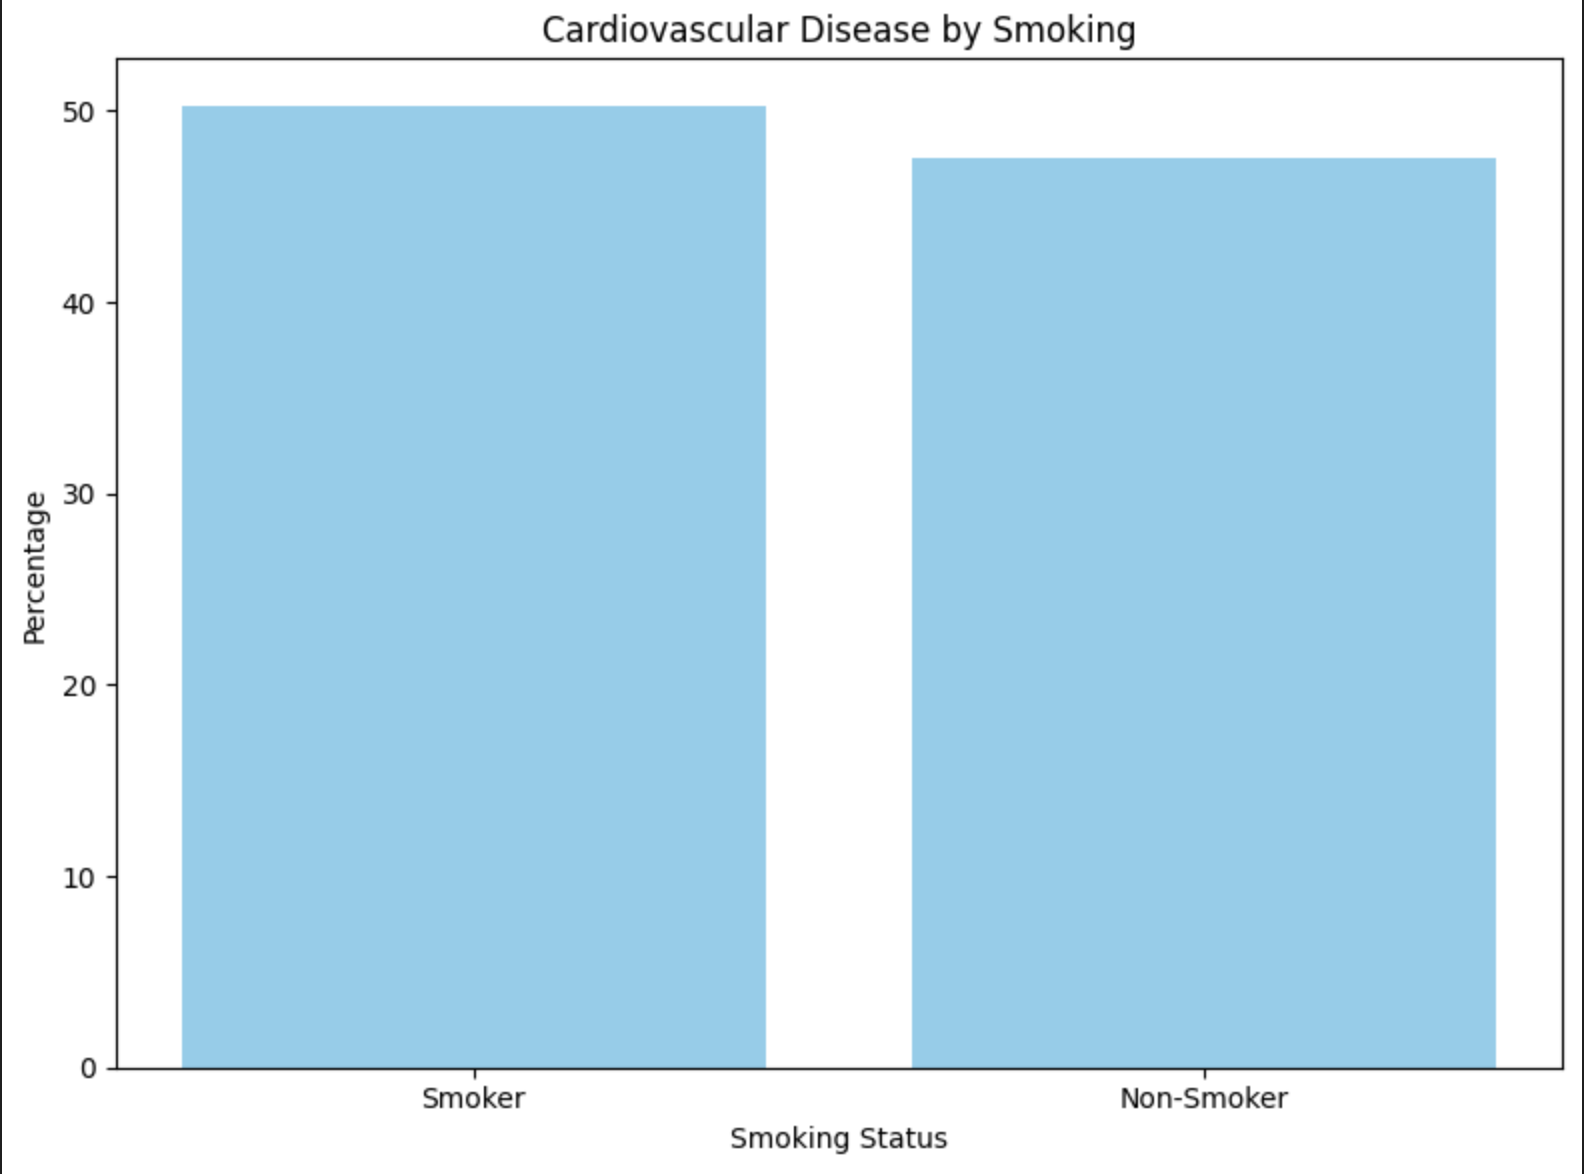 Cardiovascular Disease by Smoking
Percentage
50
40
30
20
10
0
Smoker
Non-Smoker
Smoking Status